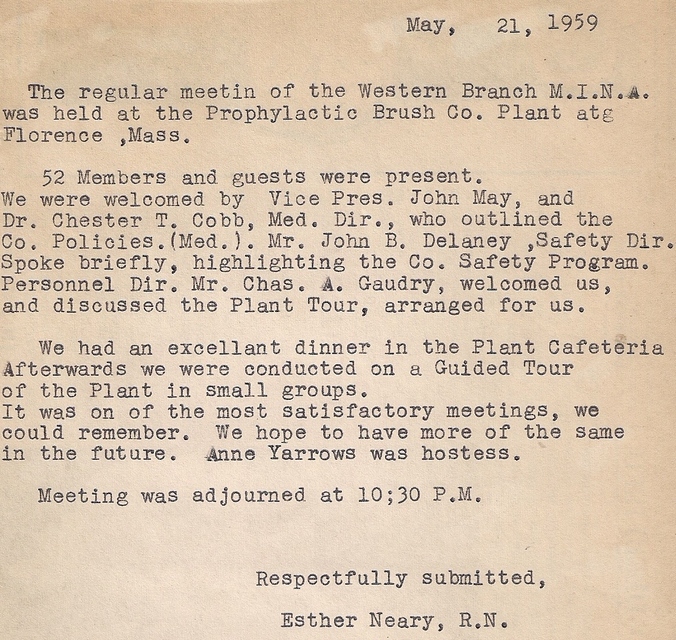 May, 21, 1959
The regular meetin of the Western Branch M.I.N.A.
was held at the Prophylactic Brush Co. Plant atg
Florence ,Mass.
52 Members and guests were present.
We were welcomed by Vice Pres. John May, and
Dr. Chester T. Cobb, Med. Dir., who outlined the
Co. Policies.(Med.). Mr. John B. Delaney ,Safety Dir.
Spoke briefly, highlighting the Co. Safety Program.
Personnel Dir. Mr. Chas. A. Gaudry, welcomed us,
and discussed the Plant Tour, arranged for us.
We had an excellant dinner in the Plant Cafeteria
Afterwards we were conducted on a Guided Tour
of the Plant in small groups.
It was on of the most satisfactory meetings, we
could remember. We hope to have more of the same
in the future. Anne Yarrows was hostess.
Meeting was adjourned at 10;30 P.M.
Respectfully submitted,
Esther Neary, R.N.